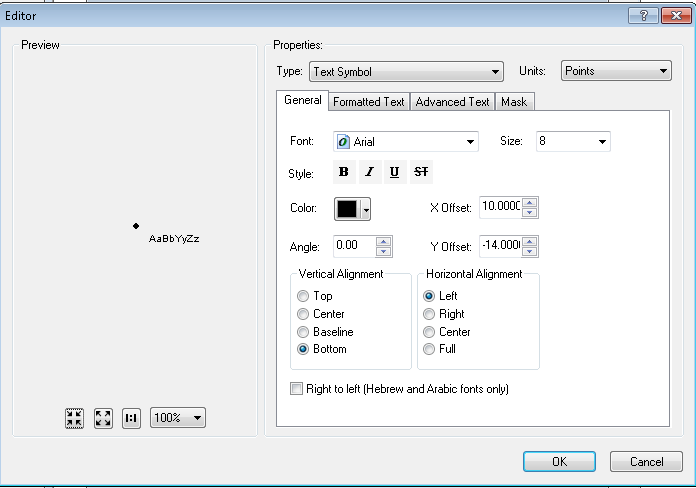 Editor
Preview
AaBbYyZz
1:1
100%
Properties:
Type: Text Symbol Units: Points
General Formatted Text Advanced Text Mask
Font: Arial Size: 8
Style: B I U ST
Color: X Offset: 10.0000
Angle: 0.00 Y Offset: -14.000
Vertical Alignment
Top
Center
Baseline
Bottom
Horizontal Alignment
Left
Right
Center
Full
Right to left (Hebrew and Arabic fonts only)
OK Cancel